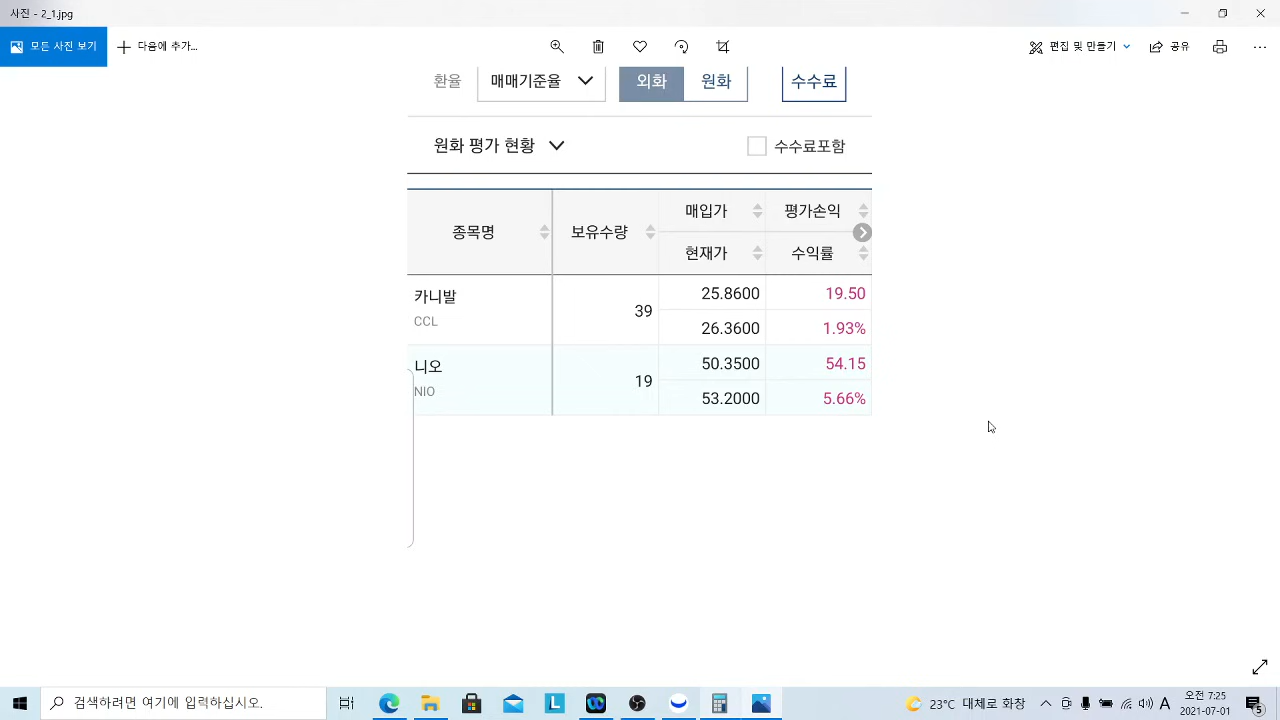 사진 - 2_1.jpg
모든 사진 보기
다음에 추가...
편집 및 만들기
공유
환율
매매기준율
외화
원화
수수료
원화 평가 현황
수수료포함
종목명
보유수량
매입가
평가손익
현재가
수익률
카니발
CCL
39
25.8600
19.50
26.3600
1.93%
니오
NIO
19
50.3500
54.15
53.2000
5.66%
검색하려면 여기에 입력하십시오.
L
23°C 대체로 화창
A
오전 7:25
2021-07-01
5